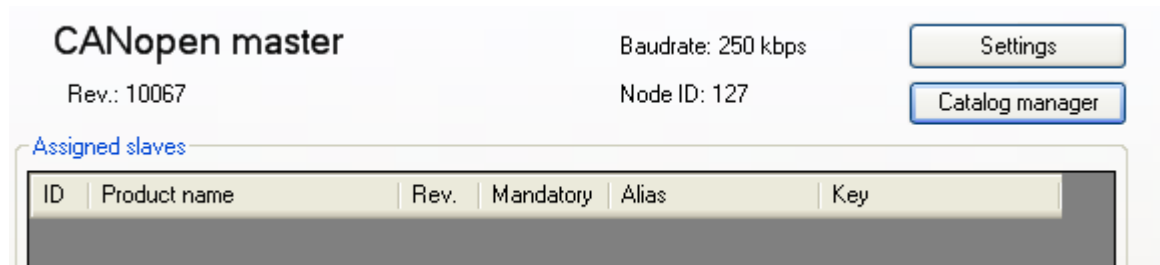 CANopen master
Baudrate: 250 kbps
Settings
Rev.: 10067
Node ID: 127
Catalog manager
Assigned slaves
ID Product name Rev. Mandatory Alias Key